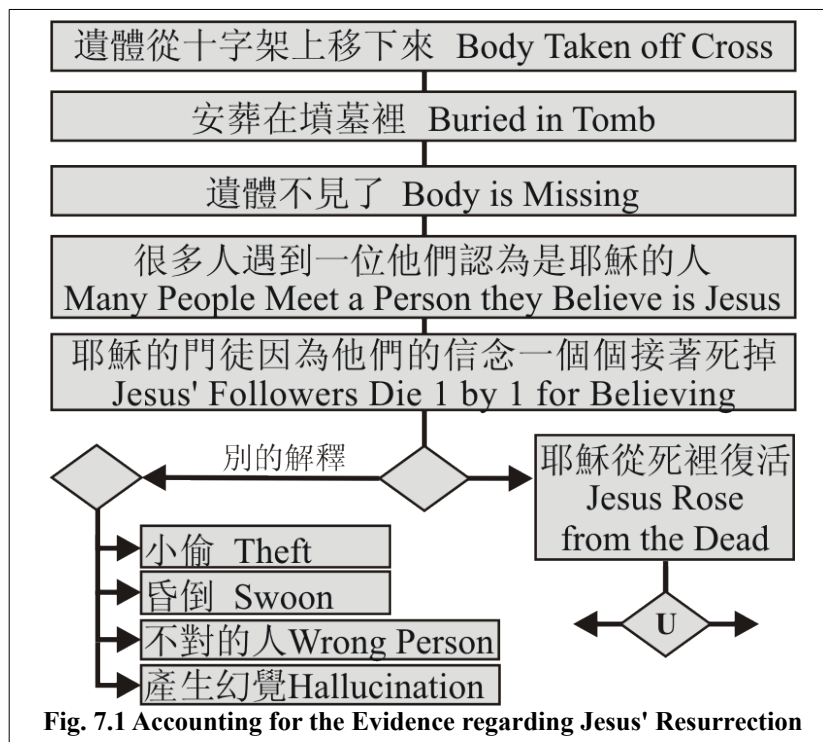 遺體從十字架上移下來 Body Taken off Cross
安葬在墳墓裡 Buried in Tomb
遺體不見了 Body is Missing
很多人遇到一位他們認為是耶穌的人
Many People Meet a Person they Believe is Jesus
耶穌的門徒因為他們的信念一個個接著死掉
Jesus' Followers Die 1 by 1 for Believing
別的解釋
耶穌從死裡復活
Jesus Rose
from the Dead
小偷 Theft
昏倒 Swoon
不對的人Wrong Person
產生幻覺Hallucination
U
Fig. 7.1 Accounting for the Evidence regarding Jesus' Resurrection